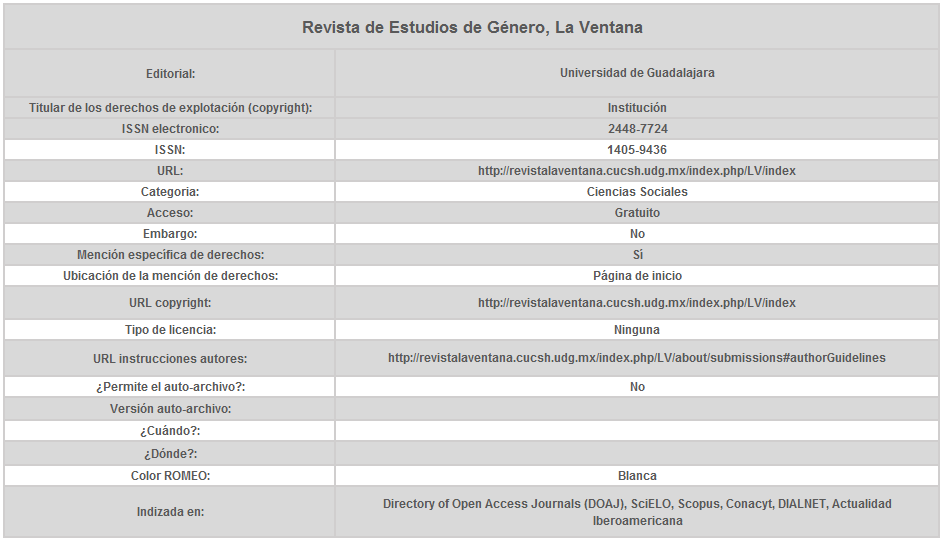 Revista de Estudios de Género, La Ventana
Editorial: Universidad de Guadalajara
Titular de los derechos de explotación (copyright): Institución
ISSN electronico: 2448-7724
ISSN: 1405-9436
URL: http://revistalaventana.cucsh.udg.mx/index.php/LV/index
Categoria: Ciencias Sociales
Acceso: Gratuito
Embargo: No
Mención específica de derechos: Sí
Ubicación de la mención de derechos: Página de inicio
URL copyright: http://revistalaventana.cucsh.udg.mx/index.php/LV/index
Tipo de licencia: Ninguna
URL instrucciones autores: http://revistalaventana.cucsh.udg.mx/index.php/LV/about/submissions#authorGuidelines
¿Permite el auto-archivo?: No
Versión auto-archivo:
¿Cuándo?:
¿Dónde?:
Color ROMEO: Blanca
Indizada en: Directory of Open Access Journals (DOAJ), SciELO, Scopus, Conacyt, DIALNET, Actualidad
Iberoamericana